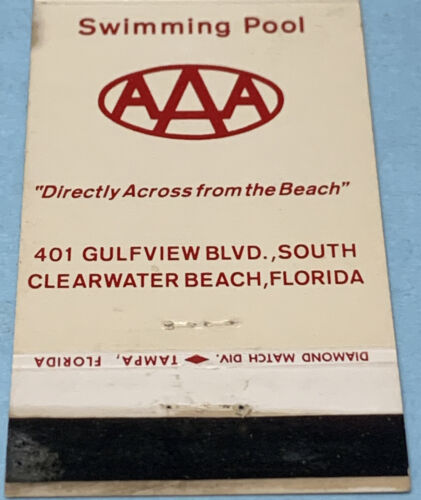 Swimming Pool
AAA
"Directly Across from the Beach"
401 GULFVIEW BLVD.,SOUTH
CLEARWATER BEACH,FLORIDA
DIAMOND MATCH DIV. TAMPA, FLORIDA